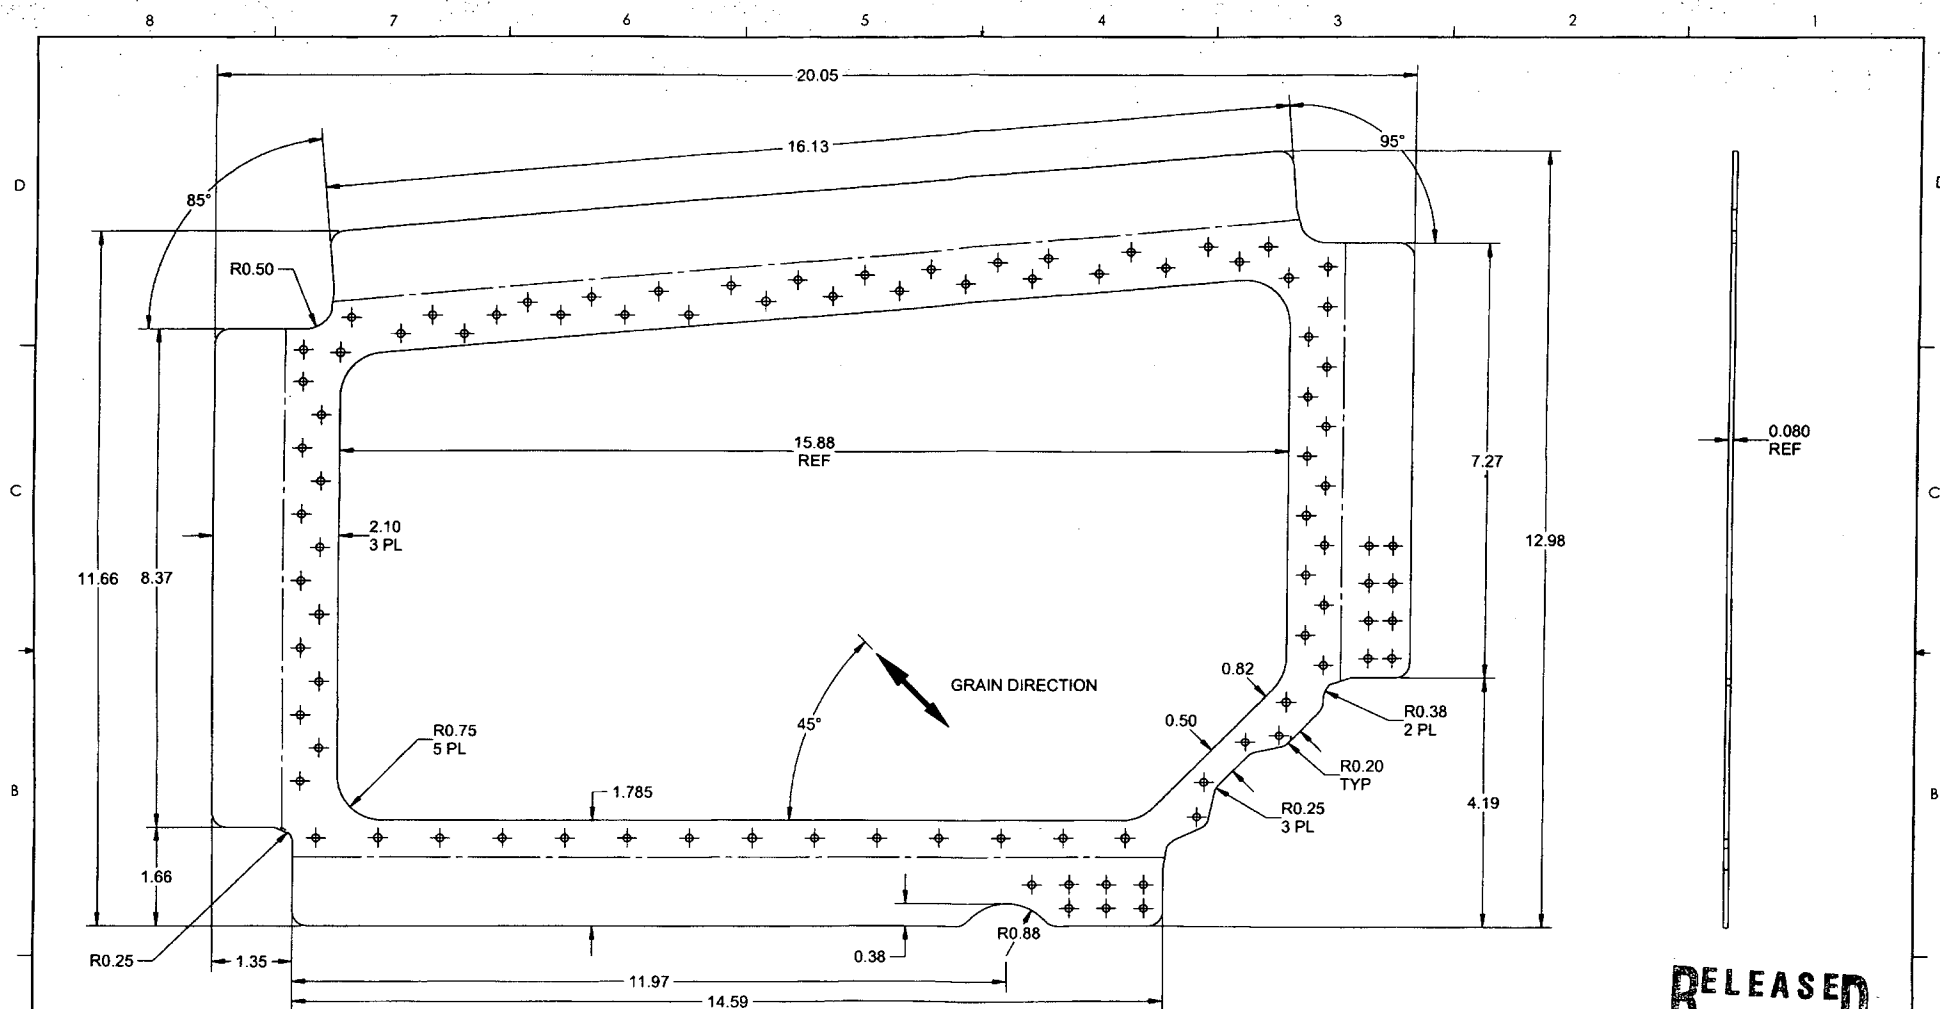 8 7 6 5 4 3 2 1
20.05
16.13
95°
D
85°
R0.50
15.88
REF
0.080
REF
C
C
7.27
2.10
3 PL
12.98
11.66
8.37
GRAIN DIRECTION
0.82
45°
0.50
R0.38
2 PL
R0.75
5 PL
R0.20
TYP
1.785
B
B
R0.25
3 PL
4.19
1.66
R0.88
R0.25
1.35
0.38
11.97
14.59
RELEASED